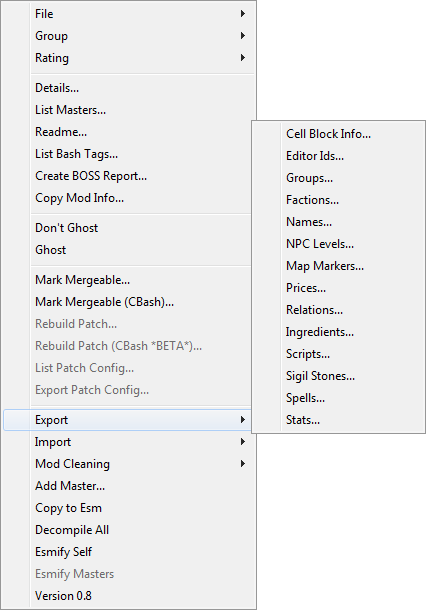 File
Group
Rating
Details...
List Masters...
Readme...
List Bash Tags...
Create BOSS Report...
Copy Mod Info...
Don't Ghost
Ghost
Mark Mergeable...
Mark Mergeable (CBash)...
Rebuild Patch...
Rebuild Patch (CBash *BETA*)...
List Patch Config...
Export Patch Config...
Export
Import
Mod Cleaning
Add Master...
Copy to Esm
Decompile All
Esmify Self
Esmify Masters
Version 0.8
Cell Block Info...
Editor Ids...
Groups...
Factions...
Names...
NPC Levels...
Map Markers...
Prices...
Relations...
Ingredients...
Scripts...
Sigil Stones...
Spells...
Stats...